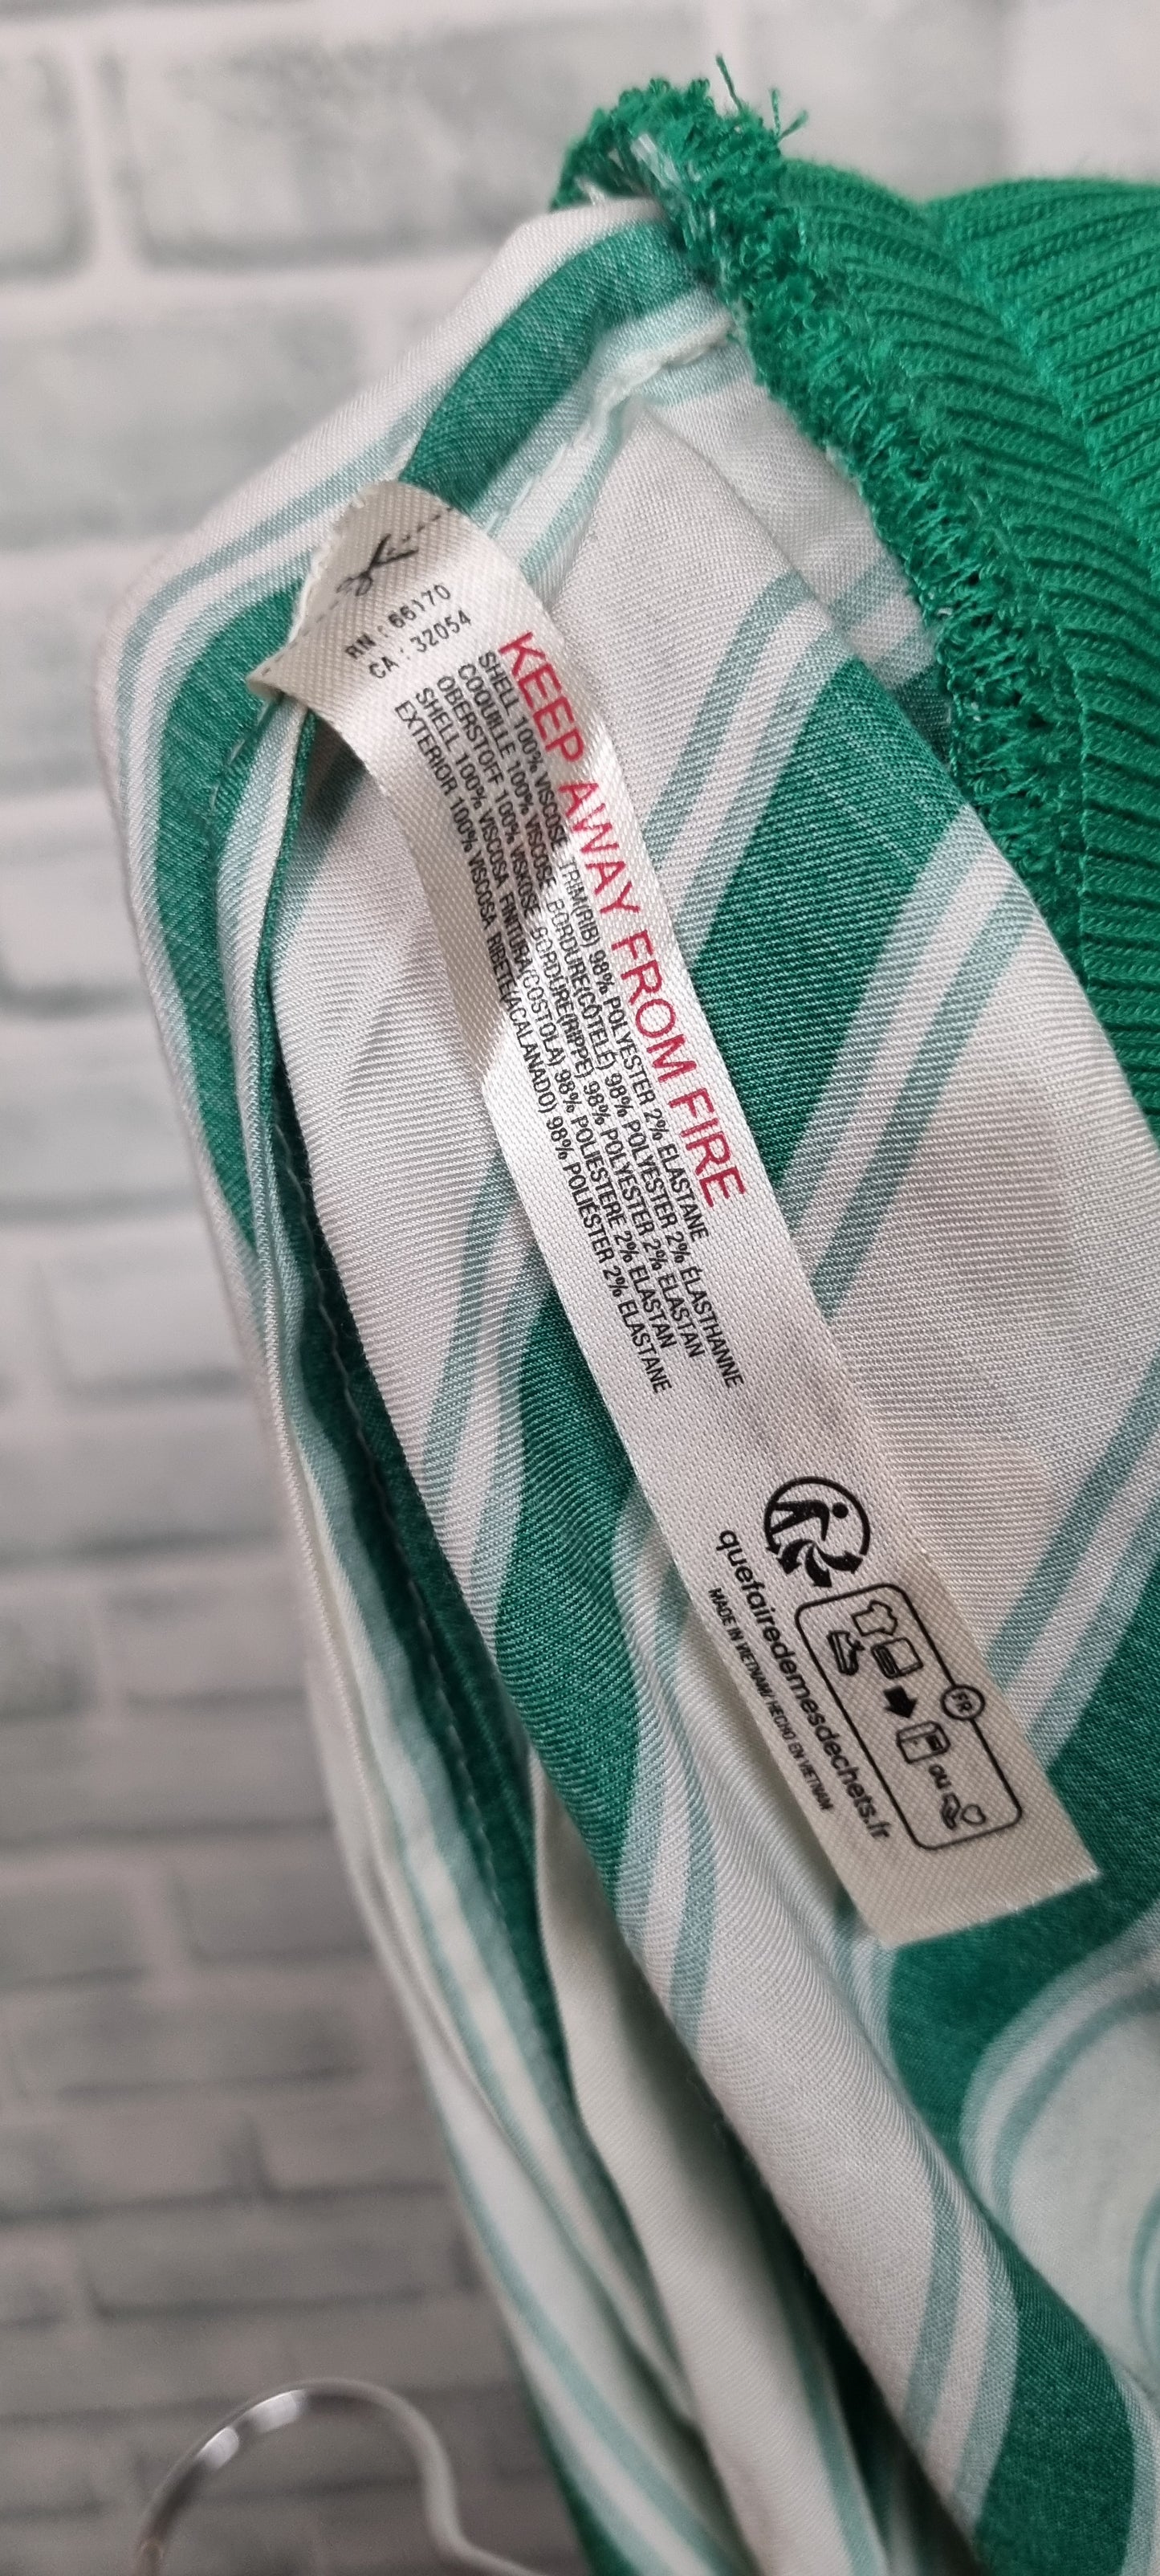 RN : 66170
CA : 32054
KEEP AWAY FROM FIRE
SHELL 100% VISCOSE TRIM(RIB) 98% POLYESTER 2% ELASTANE
COQUILLE 100% VISCOSE BORDURE(CÔTELÉ) 98% POLYESTER 2% ÉLASTHANNE
OBERSTOFF 100% VISKOSE BORDÜRE(RIPPE) 98% POLYESTER 2% ELASTAN
SHELL 100% VISCOSA FINITURA(COSTOLA) 98% POLIESTERE 2% ELASTAN
EXTERIOR 100% VISCOSA RIBETE(ACALANADO) 98% POLIÉSTER 2% ELASTANE
FR
OU
quefairedemesdechets.fr
MADE IN VIETNAM/ HECHO EN VIETNAM